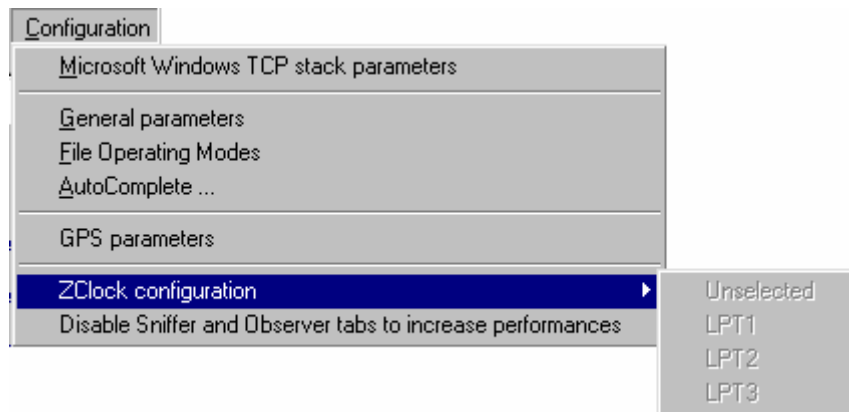 Configuration
Microsoft Windows TCP stack parameters
General parameters
File Operating Modes
AutoComplete ...
GPS parameters
ZClock configuration
Unselected
Disable Sniffer and Observer tabs to increase performances
LPT1
LPT2
LPT3